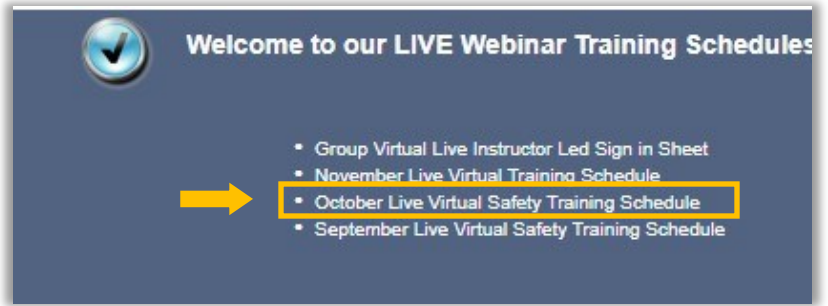 Welcome to our LIVE Webinar Training Schedules
• Group Virtual Live Instructor Led Sign in Sheet
• November Live Virtual Training Schedule
• October Live Virtual Safety Training Schedule
• September Live Virtual Safety Training Schedule